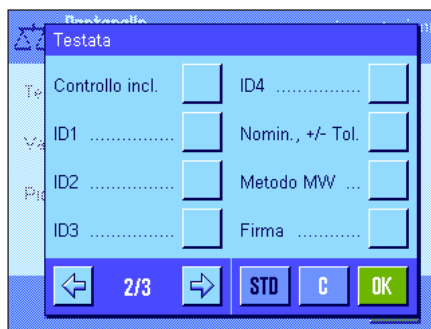 Testata
Controllo incl.
ID1 ...............
ID2 ...............
ID3 ...............
ID4 ...............
Nomin., +/- Tol.
Metodo MW ...
Firma ...........
2/3
STD
C
OK